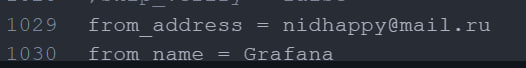 1029 from_address = nidhappy@mail.ru
1030 from_name = Grafana